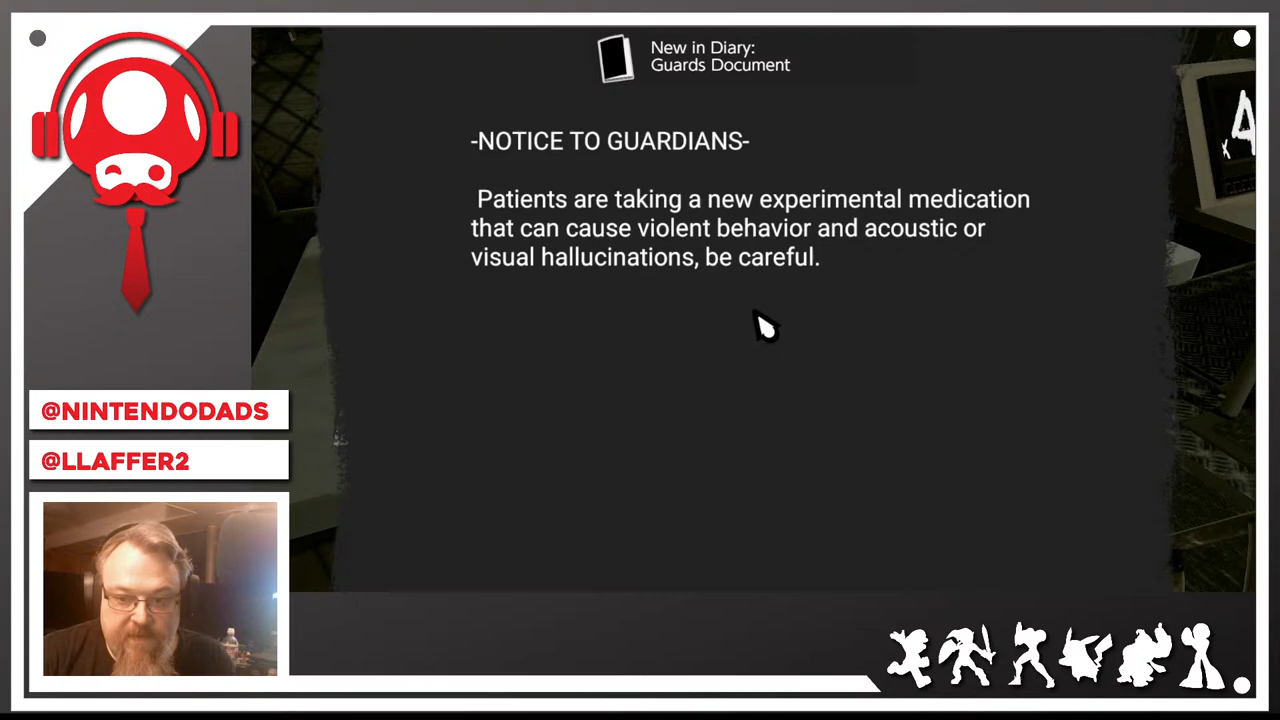 New in Diary:
Guards Document
-NOTICE TO GUARDIANS-
Patients are taking a new experimental medication
that can cause violent behavior and acoustic or
visual hallucinations, be careful.
4
@NINTENDODADS
@LLAFFER2